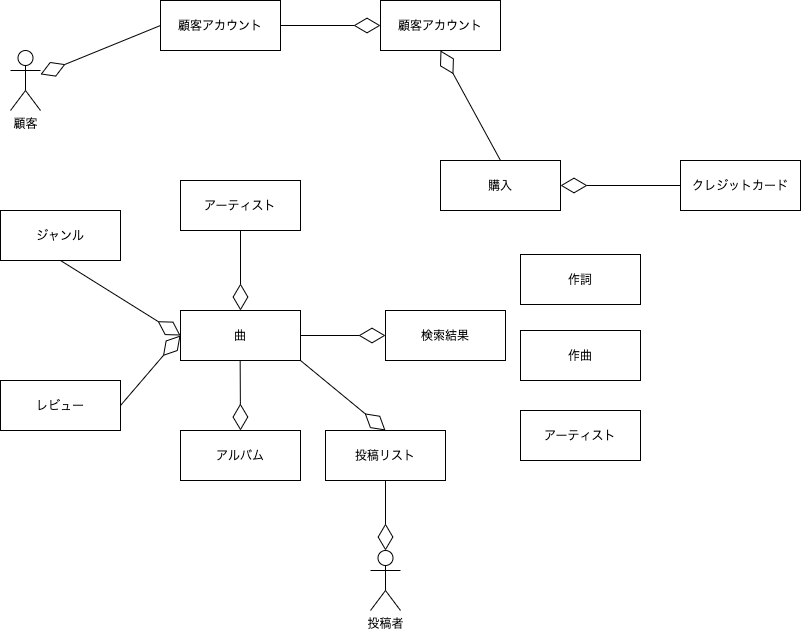 顧客アカウント
顧客アカウント
顧客
購入
クレジットカード
アーティスト
ジャンル
作詞
曲
検索結果
作曲
レビュー
アルバム
投稿リスト
アーティスト
投稿者